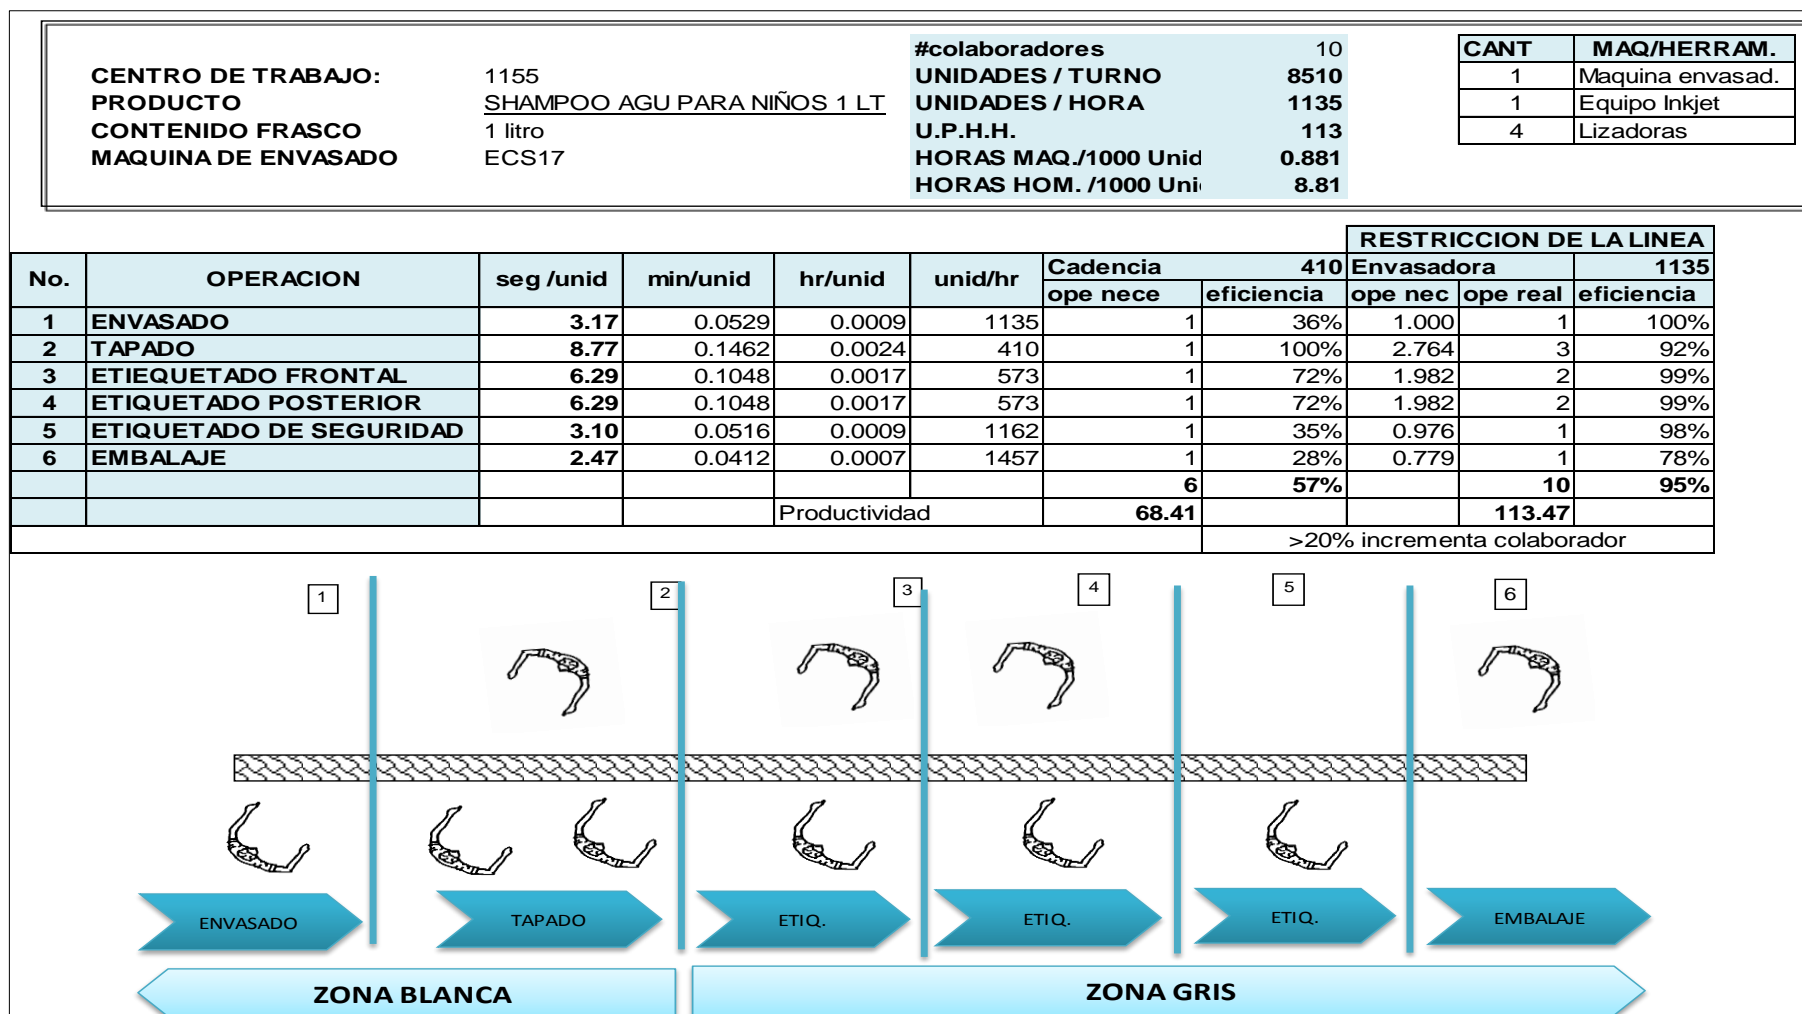 #colaboradores 10
CENTRO DE TRABAJO: 1155
UNIDADES / TURNO 8510
PRODUCTO SHAMPOO AGU PARA NIÑOS 1 LT
UNIDADES / HORA 1135
CONTENIDO FRASCO 1 litro
U.P.H.H. 113
MAQUINA DE ENVASADO ECS17
HORAS MAQ./1000 Unid 0.881
HORAS HOM. /1000 Uni 8.81
CANT MAQ/HERRAM.
1 Maquina envasad.
1 Equipo Inkjet
4 Lizadoras
RESTRICCION DE LA LINEA
No. OPERACION seg /unid min/unid hr/unid unid/hr Cadencia 410 Envasadora 1135
ope nece eficiencia ope nec ope real eficiencia
1 ENVASADO 3.17 0.0529 0.0009 1135 1 36% 1.000 1 100%
2 TAPADO 8.77 0.1462 0.0024 410 1 100% 2.764 3 92%
3 ETIEQUETADO FRONTAL 6.29 0.1048 0.0017 573 1 72% 1.982 2 99%
4 ETIQUETADO POSTERIOR 6.29 0.1048 0.0017 573 1 72% 1.982 2 99%
5 ETIQUETADO DE SEGURIDAD 3.10 0.0516 0.0009 1162 1 35% 0.976 1 98%
6 EMBALAJE 2.47 0.0412 0.0007 1457 1 28% 0.779 1 78%
6 57% 10 95%
Productividad 68.41 113.47
>20% incrementa colaborador
1 2 3 4 5 6
ENVASADO TAPADO ETIQ. ETIQ. ETIQ. EMBALAJE
ZONA BLANCA ZONA GRIS